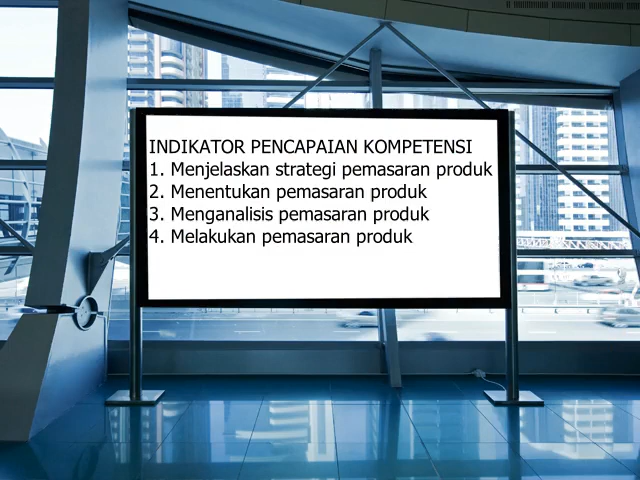 INDIKATOR PENCAPAIAN KOMPETENSI
1. Menjelaskan strategi pemasaran produk
2. Menentukan pemasaran produk
3. Menganalisis pemasaran produk
4. Melakukan pemasaran produk